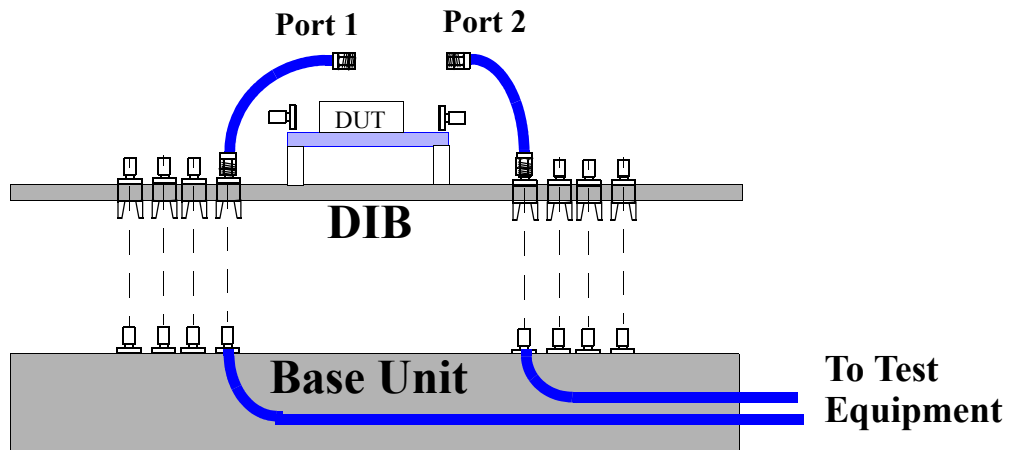 Port 1
Port 2
DUT
DIB
Base Unit
To Test
Equipment